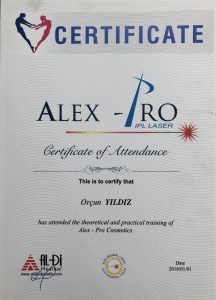 CERTIFICATE
ALEX - PRO
IPL LASER
Certificate of Attendance
This is to certify that
Orçun YILDIZ
has attended the theoretical and practical training of
Alex - Pro Cosmetics
AL-Dİ
Medikal
Date
2016/01/01